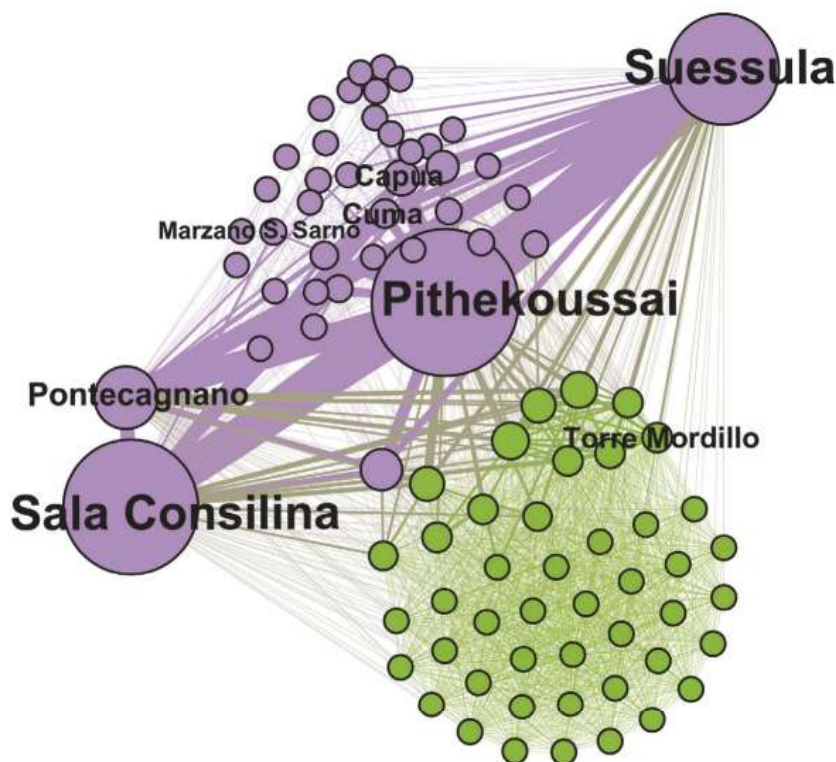 Suessula
Capua
Cuma
Marzano S. Sarno
Pithekoussai
Pontecagnano
Torre Mordillo
Sala Consilina